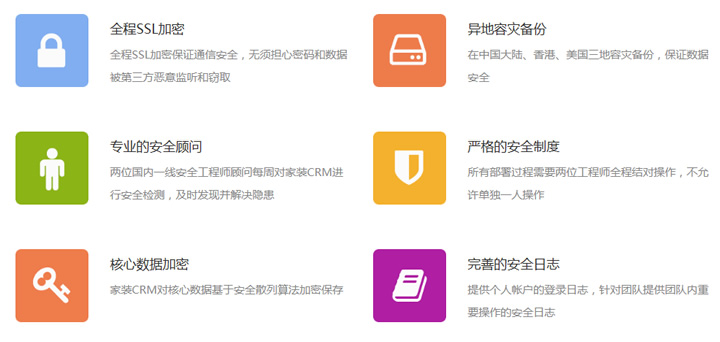 全程SSL加密
全程SSL加密保证通信安全，无须担心密码和数据
被第三方恶意监听和窃取
异地容灾备份
在中国大陆、香港、美国三地容灾备份，保证数据
安全
专业的安全顾问
两位国内一线安全工程师顾问每周对家装CRM进
行安全检测，及时发现并解决隐患
严格的安全制度
所有部署过程需要两位工程师全程结对操作，不允
许单独一人操作
核心数据加密
家装CRM对核心数据基于安全散列算法加密保存
完善的安全日志
提供个人帐户的登录日志，针对团队提供团队内重
要操作的安全日志